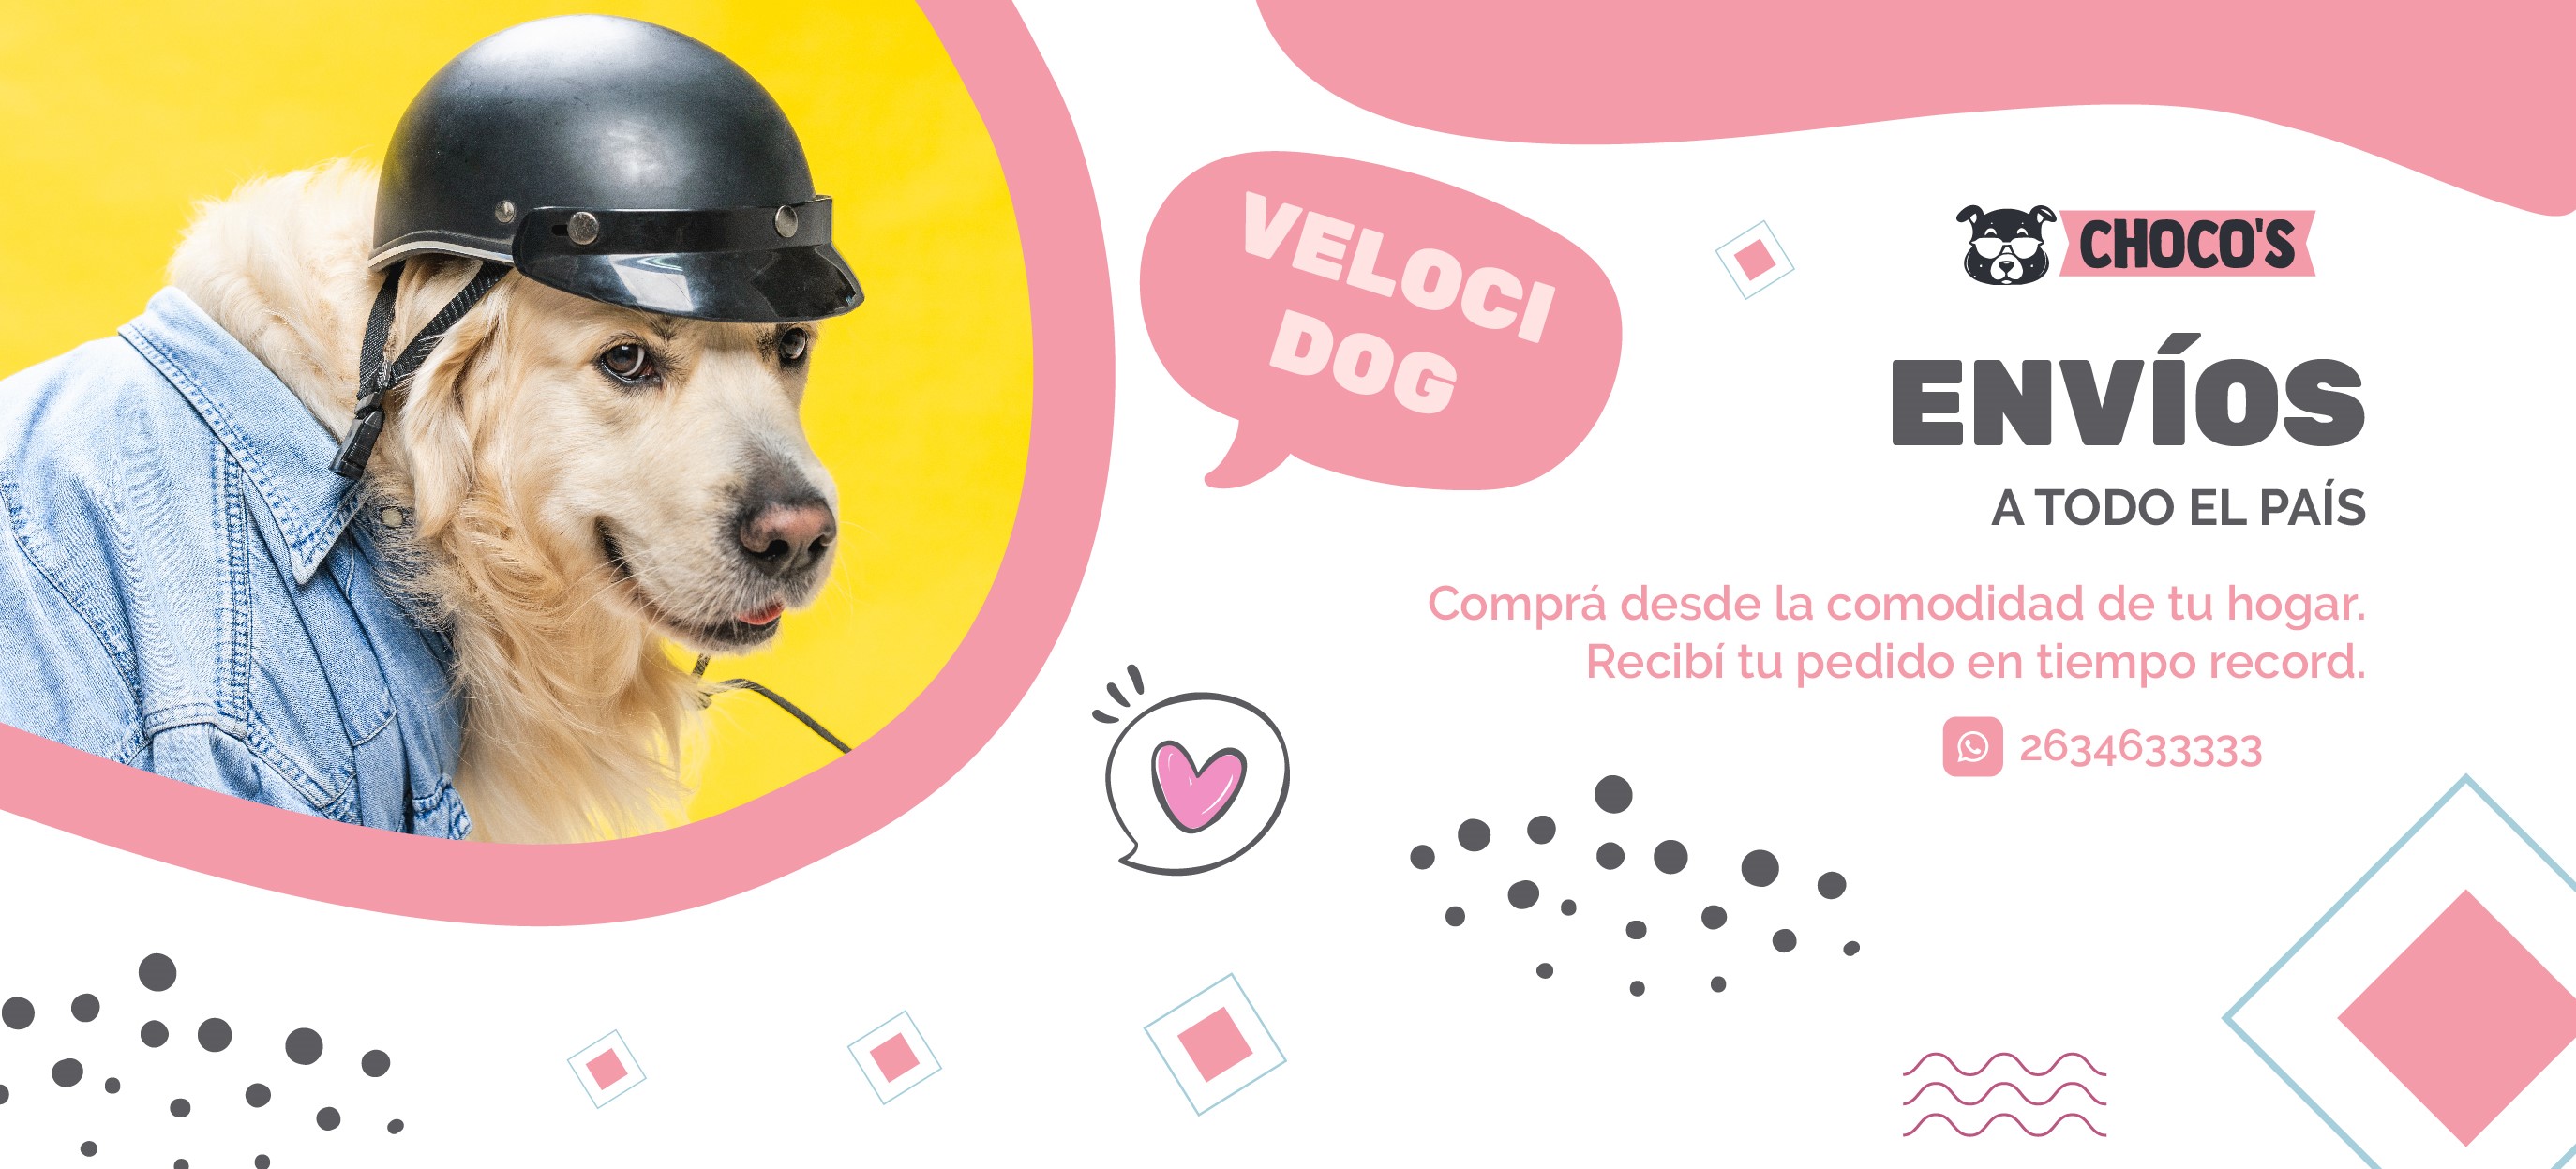 VELOCI
DOG
CHOCO'S
ENVÍOS
A TODO EL PAÍS
Comprá desde la comodidad de tu hogar.
Recibí tu pedido en tiempo record.
2634633333